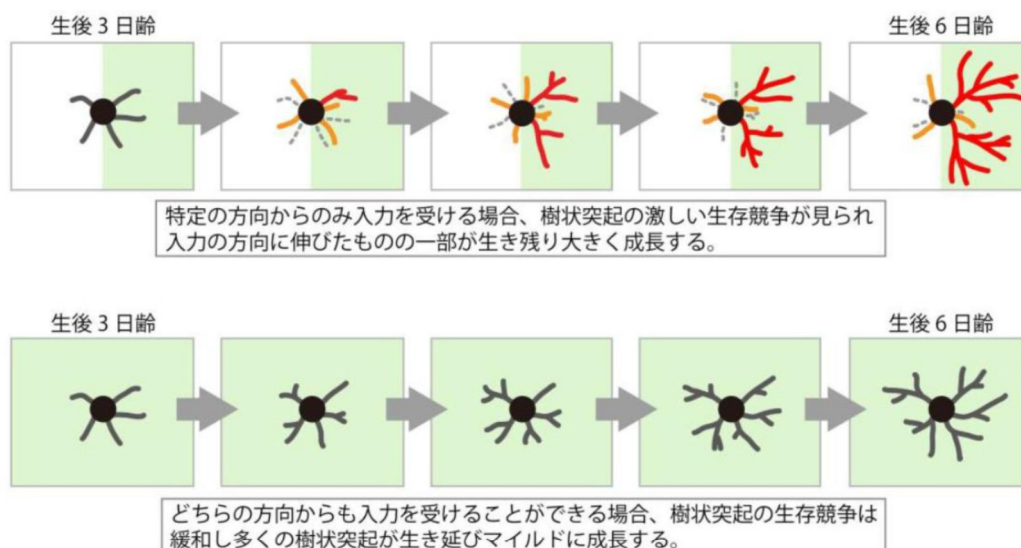 生後 3 日齢
生後 6 日齢
特定の方向からのみ入力を受ける場合、樹状突起の激しい生存競争が見られ
入力の方向に伸びたものの一部が生き残り大きく成長する。
生後 3 日齢
生後 6 日齢
どちらの方向からも入力を受けることができる場合、樹状突起の生存競争は
緩和し多くの樹状突起が生き延びマイルドに成長する。